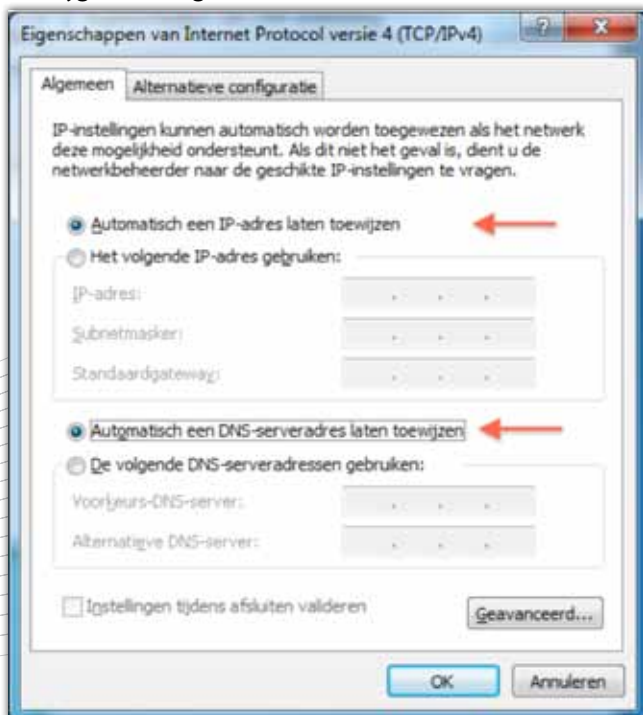 Eigenschappen van Internet Protocol versie 4 (TCP/IPv4)
Algemeen
Alternatieve configuratie
IP-instellingen kunnen automatisch worden toegewezen als het netwerk
deze mogelijkheid ondersteunt. Als dit niet het geval is, dient u de
netwerkbeheerder naar de geschikte IP-instellingen te vragen.
Automatisch een IP-adres laten toewijzen
Het volgende IP-adres gebruiken:
IP-adres:
Subnetmasker:
Standaardgateway:
Automatisch een DNS-serveradres laten toewijzen
De volgende DNS-serveradressen gebruiken:
Voorkeurs-DNS-server:
Alternatieve DNS-server:
Instellingen tijdens afsluiten valideren
Geavanceerd...
OK
Annuleren